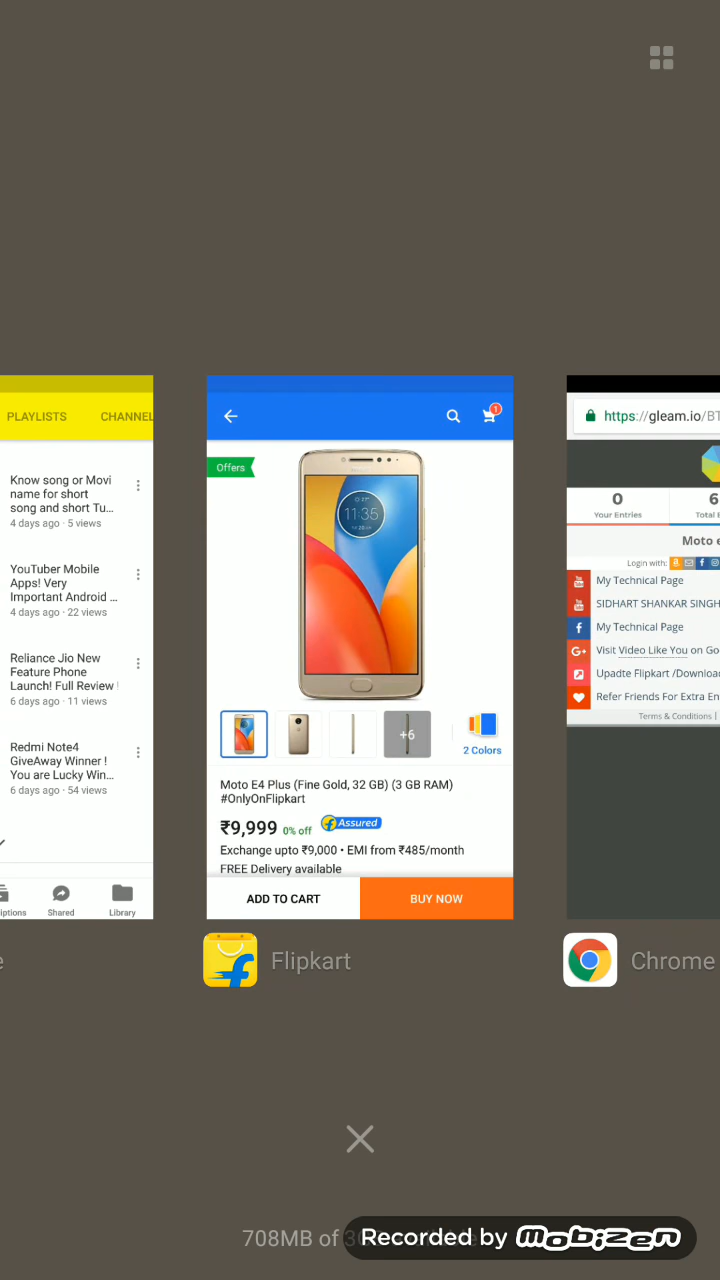 PLAYLISTS
CHANNEL
Know song or Movi
name for short
song and short Tu...
4 days ago · 5 views
YouTuber Mobile
Apps! Very
Important Android ...
4 days ago · 22 views
Reliance Jio New
Feature Phone
Launch! Full Review
6 days ago · 11 views
Redmi Note4
GiveAway Winner !
You are Lucky Win...
6 days ago · 54 views
iptions
Shared
Library
e
1
Offers
11:35
+6
2 Colors
Moto E4 Plus (Fine Gold, 32 GB) (3 GB RAM)
#OnlyOnFlipkart
₹9,999 0% off Assured
Exchange upto ₹9,000 • EMI from ₹485/month
FREE Delivery available
ADD TO CART
BUY NOW
Flipkart
https://gleam.io/BT
0
Your Entries
6
Total E
Moto e
Login with:
My Technical Page
SIDHART SHANKAR SINGH
My Technical Page
Visit Video Like You on Go
Upadte Flipkart /Download
Refer Friends For Extra En
Terms & Conditions |
Chrome
708MB of
Recorded by mobizen